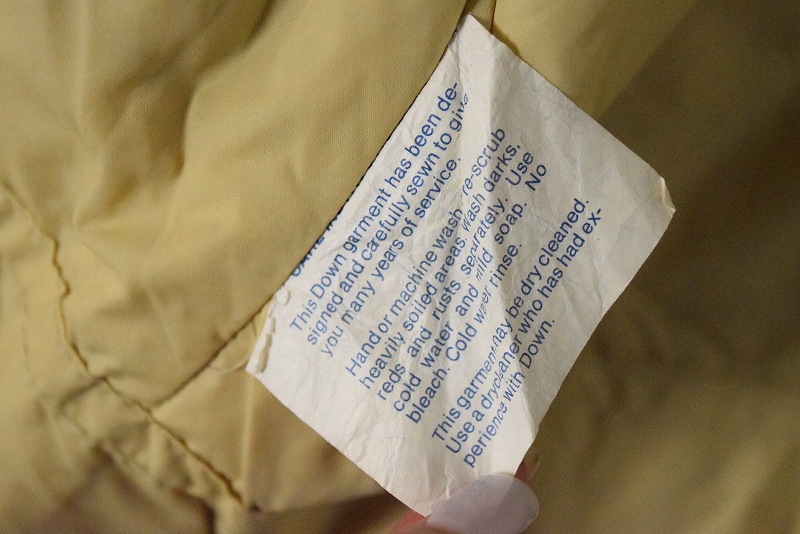 This Down garment has been de-
signed and carefully sewn to give
you many years of service.
Hand or machine wash, re-scrub
heavily soiled areas. Wash darks,
reds and rusts separately. Use
cold water and mild soap. No
bleach. Cold water rinse.
This garment may be dry cleaned.
Use a drycleaner who has had ex-
perience with Down.